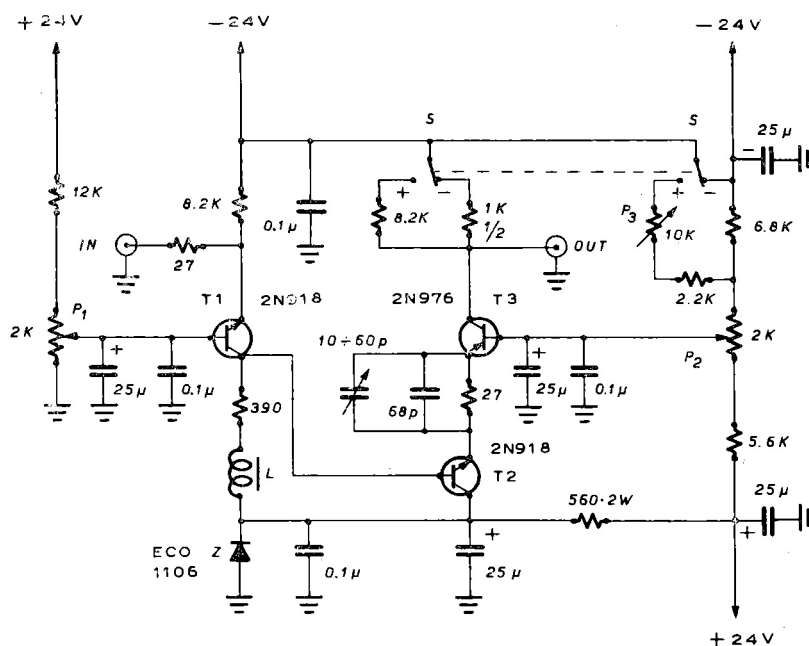 + 24V
− 24V
− 24V
S
S
25 µ
−
12K
8.2K
0.1 µ
+
−
8.2K
1K
1/2
+
−
P3
10K
6.8K
IN
27
OUT
2.2K
T1
2N918
2N976
T3
P1
2K
2K
P2
10÷60p
+
25 µ
0.1 µ
+
25 µ
0.1 µ
68p
27
390
5.6K
2N918
T2
L
560·2W
25 µ
+
ECO
1106
Z
0.1 µ
+
25 µ
+ 24V